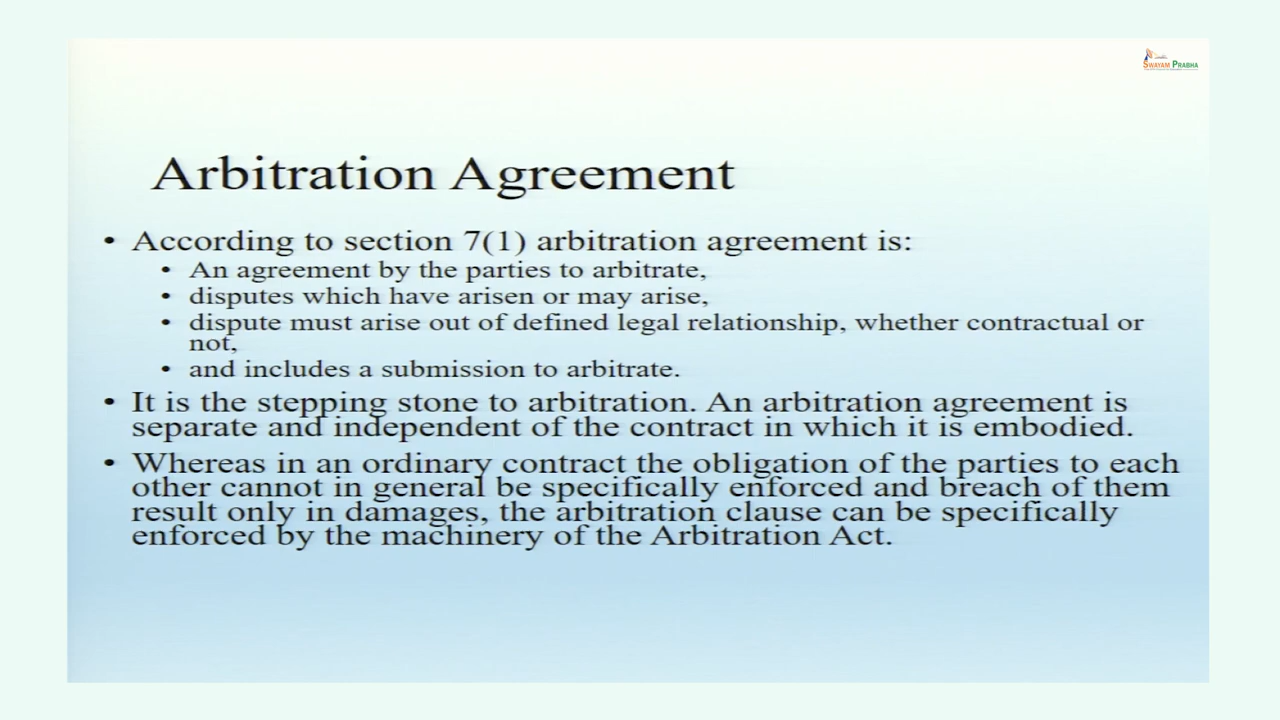 SWAYAM PRABHA
Arbitration Agreement
• According to section 7(1) arbitration agreement is:
• An agreement by the parties to arbitrate,
• disputes which have arisen or may arise,
• dispute must arise out of defined legal relationship, whether contractual or
not,
• and includes a submission to arbitrate.
• It is the stepping stone to arbitration. An arbitration agreement is
separate and independent of the contract in which it is embodied.
• Whereas in an ordinary contract the obligation of the parties to each
other cannot in general be specifically enforced and breach of them
result only in damages, the arbitration clause can be specifically
enforced by the machinery of the Arbitration Act.